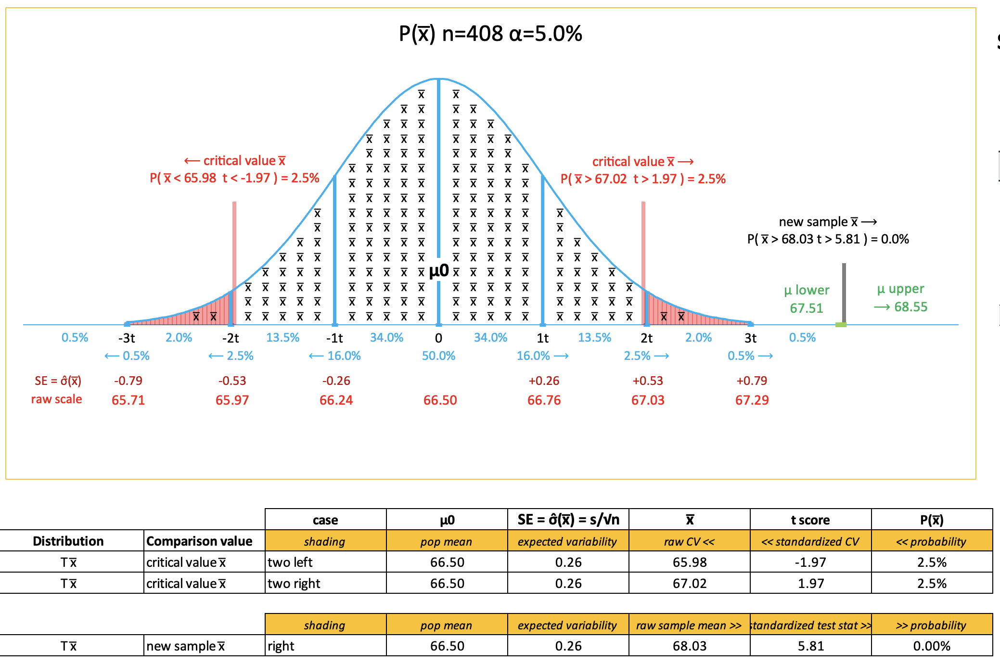 P(x̅) n=408 α=5.0%
← critical value x̅
P( x̅ < 65.98 t < -1.97 ) = 2.5%
critical value x̅ →
P( x̅ > 67.02 t > 1.97 ) = 2.5%
new sample x̅ →
P( x̅ > 68.03 t > 5.81 ) = 0.0%
μ0
μ lower
67.51
μ upper
→ 68.55
0.5% -3t 2.0% -2t 13.5% -1t 34.0% 0 34.0% 1t 13.5% 2t 2.0% 3t 0.5%
← 0.5% ← 2.5% ← 16.0% 50.0% 16.0% → 2.5% → 0.5% →
SE = σ̂(x̅) -0.79 -0.53 -0.26 +0.26 +0.53 +0.79
raw scale 65.71 65.97 66.24 66.50 66.76 67.03 67.29
case μ0 SE = σ̂(x̅) = s/√n x̅ t score P(x̅)
Distribution Comparison value shading pop mean expected variability raw CV << << standardized CV << probability
T x̅ critical value x̅ two left 66.50 0.26 65.98 -1.97 2.5%
T x̅ critical value x̅ two right 66.50 0.26 67.02 1.97 2.5%
shading pop mean expected variability raw sample mean >> standardized test stat >> >> probability
T x̅ new sample x̅ right 66.50 0.26 68.03 5.81 0.00%